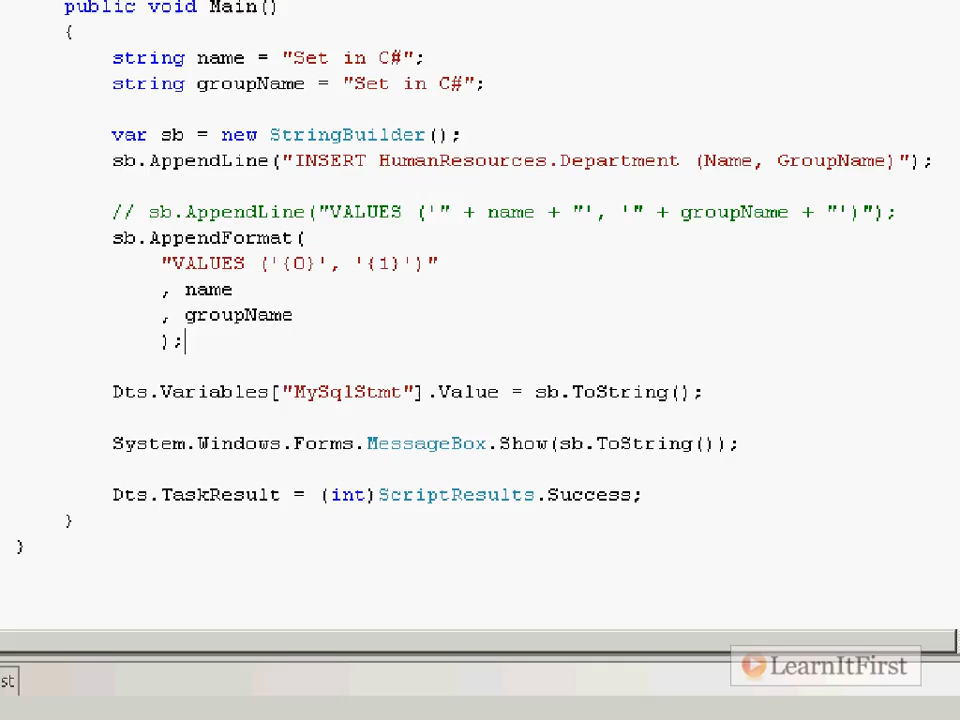 public void Main()
{
string name = "Set in C#";
string groupName = "Set in C#";
var sb = new StringBuilder();
sb.AppendLine("INSERT HumanResources.Department (Name, GroupName)");
// sb.AppendLine("VALUES ('" + name + "', '" + groupName + "')");
sb.AppendFormat(
"VALUES ('{0}', '{1}')"
, name
, groupName
);
Dts.Variables["MySqlStmt"].Value = sb.ToString();
System.Windows.Forms.MessageBox.Show(sb.ToString());
Dts.TaskResult = (int)ScriptResults.Success;
}
}
st
LearnItFirst